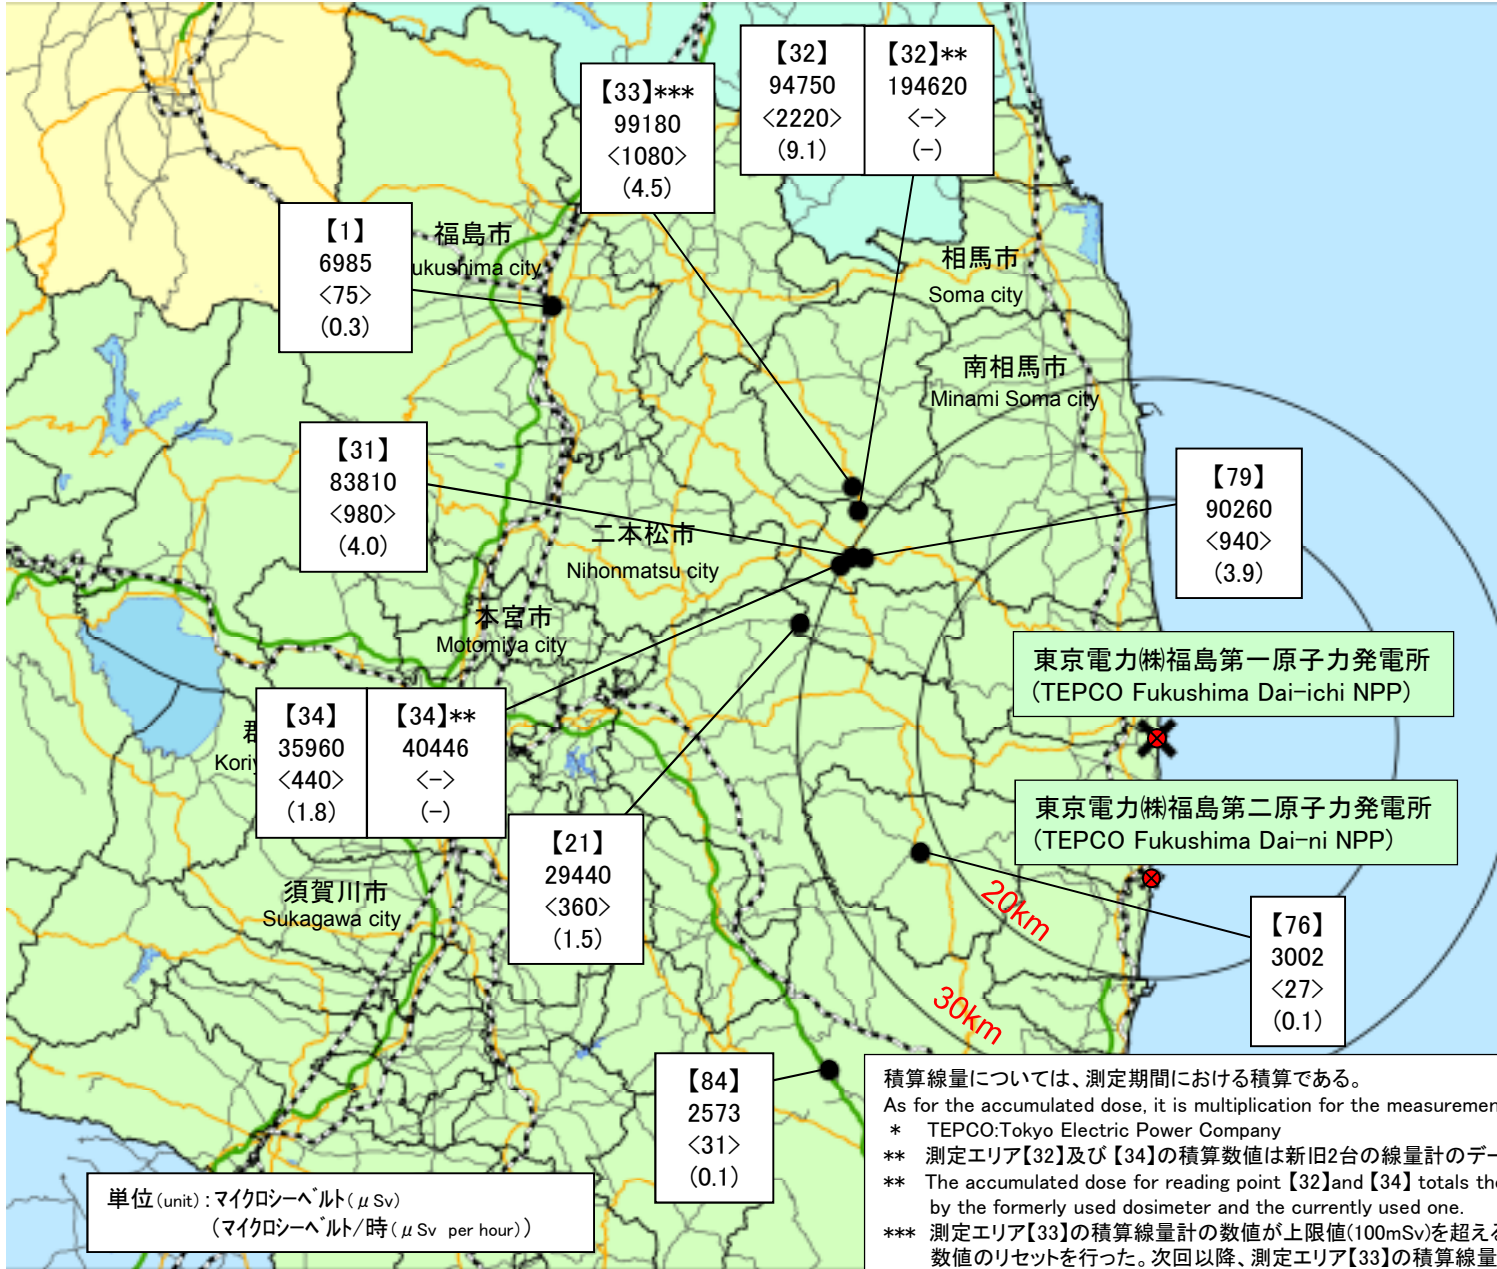 【32】
94750
<2220>
(9.1)
【32】**
194620
<->
(-)
【33】***
99180
<1080>
(4.5)
【1】
6985
<75>
(0.3)
福島市
ukushima city
相馬市
Soma city
南相馬市
Minami Soma city
【31】
83810
<980>
(4.0)
【79】
90260
<940>
(3.9)
二本松市
Nihonmatsu city
本宮市
Motomiya city
東京電力㈱福島第一原子力発電所
(TEPCO Fukushima Dai-ichi NPP)
【34】
35960
<440>
(1.8)
【34】**
40446
<->
(-)
東京電力㈱福島第二原子力発電所
(TEPCO Fukushima Dai-ni NPP)
【21】
29440
<360>
(1.5)
須賀川市
Sukagawa city
20km
30km
【76】
3002
<27>
(0.1)
【84】
2573
<31>
(0.1)
単位(unit):マイクロシーベルト(μSv)
(マイクロシーベルト/時(μSv per hour))
積算線量については、測定期間における積算である。
As for the accumulated dose, it is multiplication for the measuremen
* TEPCO:Tokyo Electric Power Company
** 測定エリア【32】及び【34】の積算数値は新旧2台の線量計のデー
** The accumulated dose for reading point 【32】and 【34】 totals the
by the formerly used dosimeter and the currently used one.
*** 測定エリア【33】の積算線量計の数値が上限値(100mSv)を超える
数値のリセットを行った。次回以降、測定エリア【33】の積算線量